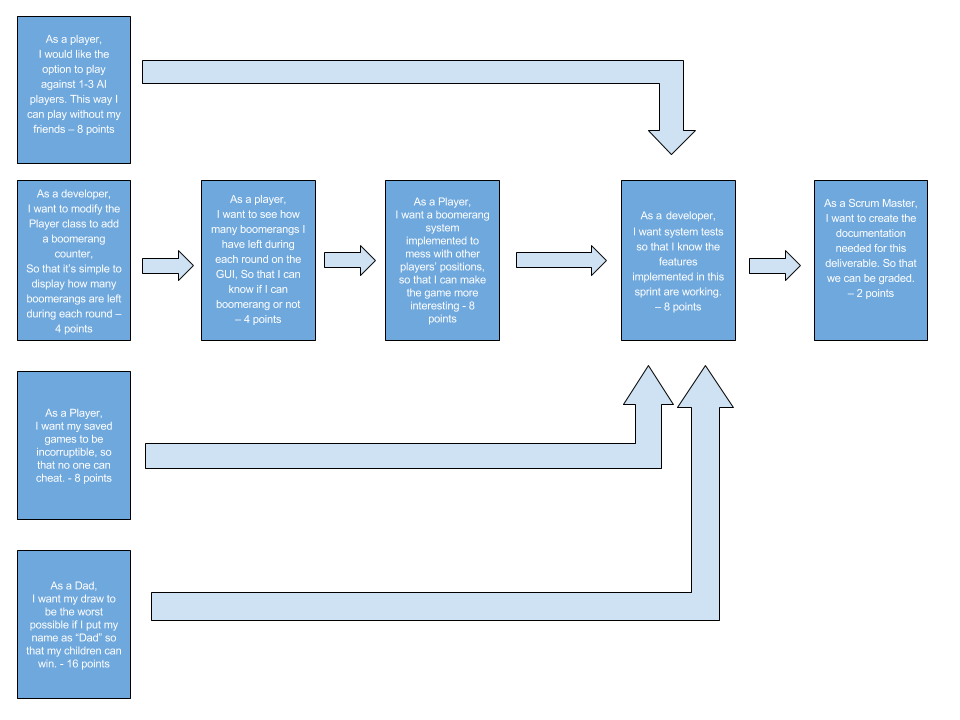 As a player,
I would like the
option to play
against 1-3 AI
players. This way I
can play without my
friends – 8 points
As a developer,
I want to modify the
Player class to add
a boomerang
counter,
So that it's simple to
display how many
boomerangs are left
during each round –
4 points
As a player,
I want to see how
many boomerangs I
have left during
each round on the
GUI, So that I can
know if I can
boomerang or not
– 4 points
As a Player,
I want a boomerang
system
implemented to
mess with other
players' positions,
so that I can make
the game more
interesting - 8
points
As a developer,
I want system tests
so that I know the
features
implemented in this
sprint are working.
– 8 points
As a Scrum Master,
I want to create the
documentation
needed for this
deliverable. So that
we can be graded.
– 2 points
As a Player,
I want my saved
games to be
incorruptible, so
that no one can
cheat. - 8 points
As a Dad,
I want my draw to
be the worst
possible if I put my
name as “Dad” so
that my children can
win. - 16 points